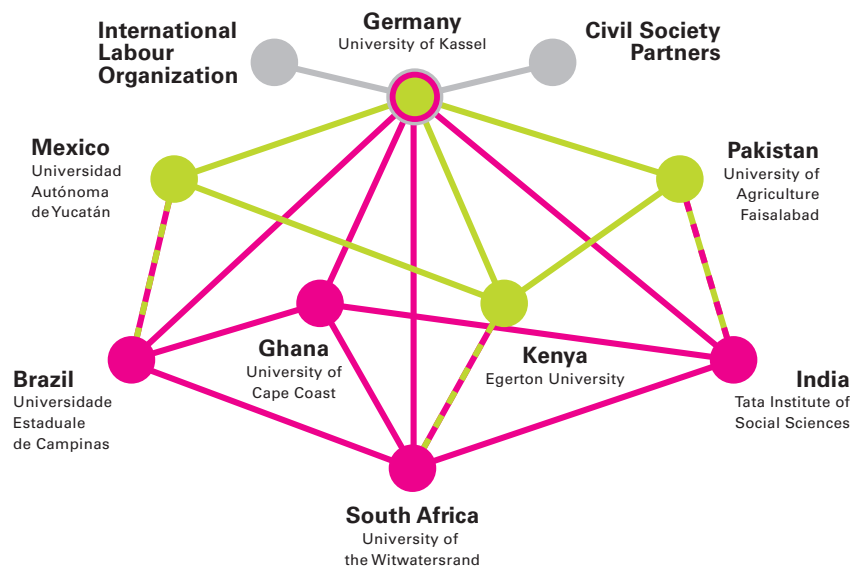 International
Labour
Organization
Germany
University of Kassel
Civil Society
Partners
Mexico
Universidad
Autónoma
de Yucatán
Pakistan
University of
Agriculture
Faisalabad
Brazil
Universidade
Estaduale
de Campinas
Ghana
University of
Cape Coast
Kenya
Egerton University
India
Tata Institute of
Social Sciences
South Africa
University of
the Witwatersrand